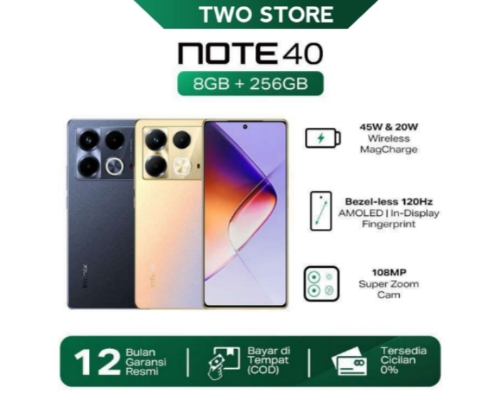 TWO STORE
NOTE 40
8GB + 256GB
45W & 20W
Wireless
MagCharge
Bezel-less 120Hz
AMOLED | In-Display
Fingerprint
108MP
Super Zoom
Cam
12 Bulan
Garansi
Resmi
Bayar di
Tempat
(COD)
Tersedia
Cicilan
0%